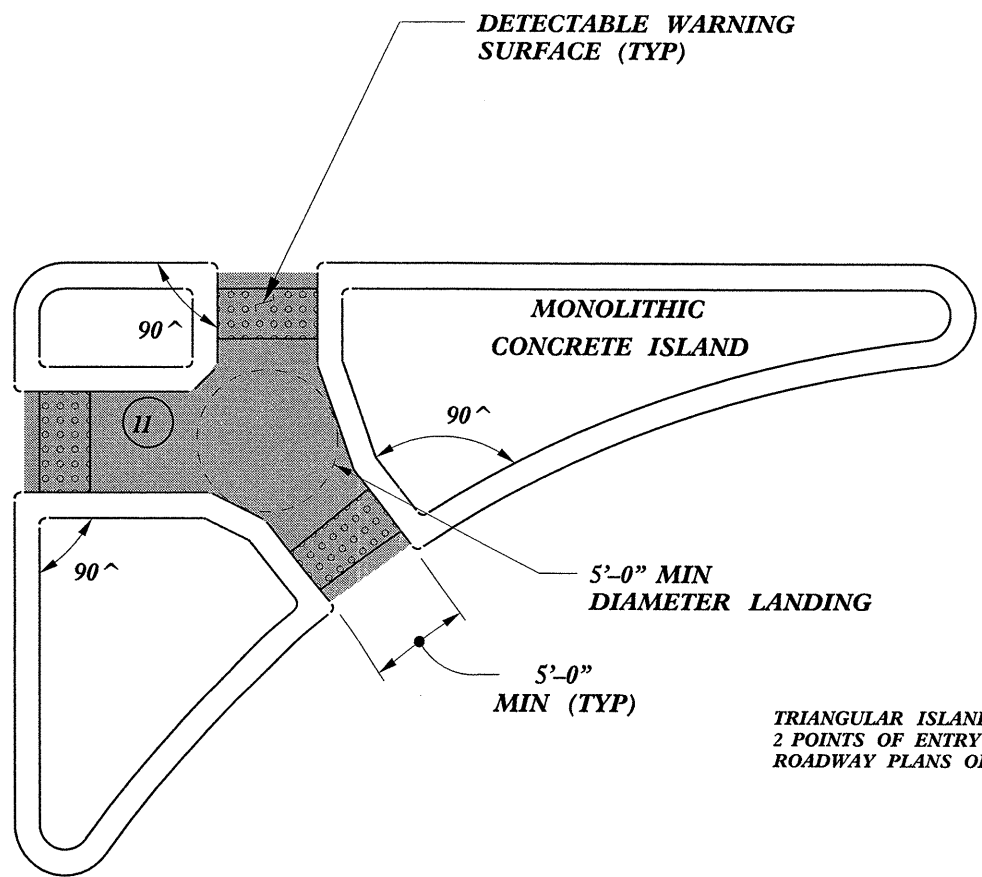 DETECTABLE WARNING
SURFACE (TYP)
90^
MONOLITHIC
CONCRETE ISLAND
11
90^
90^
5'–0" MIN
DIAMETER LANDING
5'–0"
MIN (TYP)
TRIANGULAR ISLAN
2 POINTS OF ENTRY
ROADWAY PLANS O